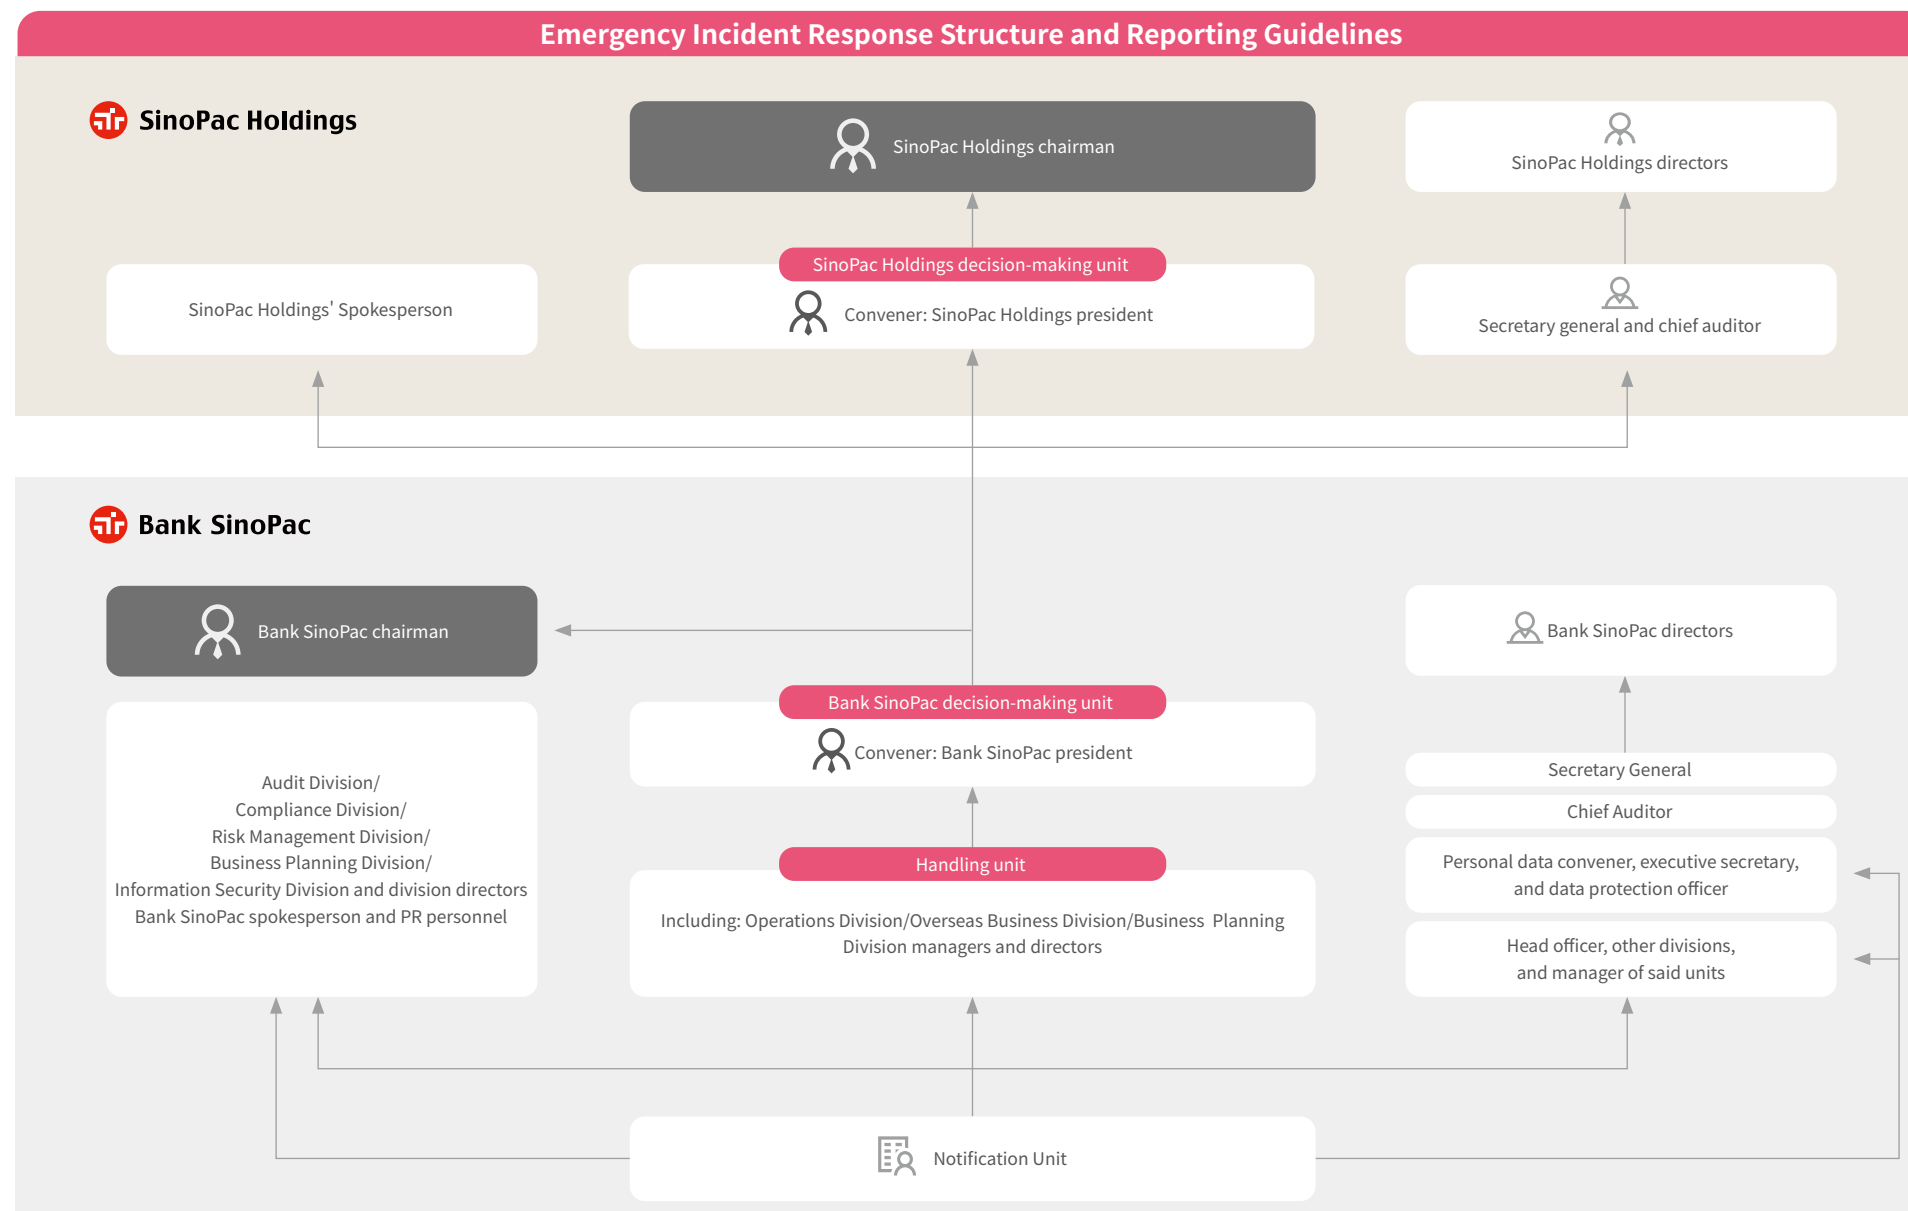 Emergency Incident Response Structure and Reporting Guidelines
SinoPac Holdings
SinoPac Holdings chairman
SinoPac Holdings directors
SinoPac Holdings decision-making unit
SinoPac Holdings' Spokesperson
Convener: SinoPac Holdings president
Secretary general and chief auditor
Bank SinoPac
Bank SinoPac chairman
Bank SinoPac directors
Bank SinoPac decision-making unit
Convener: Bank SinoPac president
Audit Division/
Compliance Division/
Risk Management Division/
Business Planning Division/
Information Security Division and division directors
Bank SinoPac spokesperson and PR personnel
Handling unit
Including: Operations Division/Overseas Business Division/Business Planning
Division managers and directors
Secretary General
Chief Auditor
Personal data convener, executive secretary,
and data protection officer
Head officer, other divisions,
and manager of said units
Notification Unit